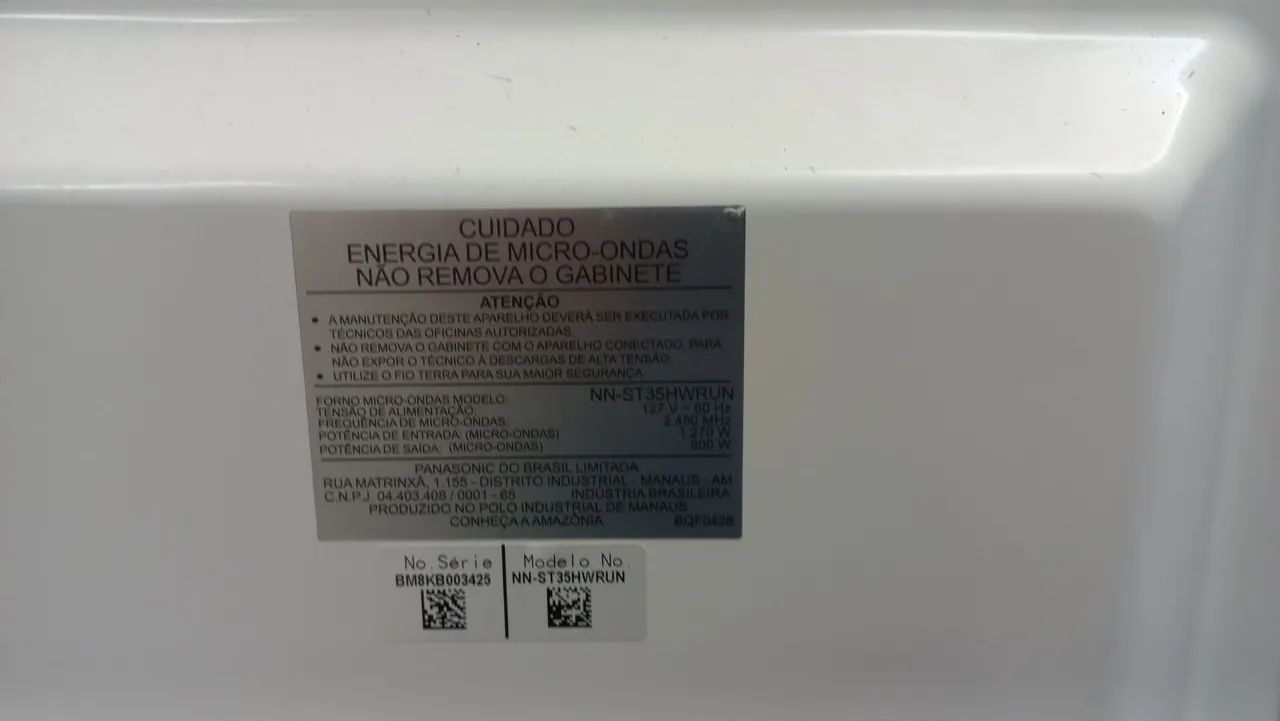 CUIDADO
ENERGIA DE MICRO-ONDAS
NÃO REMOVA O GABINETE
ATENÇÃO
• A MANUTENÇÃO DESTE APARELHO DEVERÁ SER EXECUTADA POR
TÉCNICOS DAS OFICINAS AUTORIZADAS.
• NÃO REMOVA O GABINETE COM O APARELHO CONECTADO, PARA
NÃO EXPOR O TÉCNICO À DESCARGAS DE ALTA TENSÃO.
• UTILIZE O FIO TERRA PARA SUA MAIOR SEGURANÇA
FORNO MICRO-ONDAS MODELO: NN-ST35HWRUN
TENSÃO DE ALIMENTAÇÃO: 127 V ~ 60 Hz
FREQUÊNCIA DE MICRO-ONDAS: 2.450 MHz
POTÊNCIA DE ENTRADA: (MICRO-ONDAS) 1.270 W
POTÊNCIA DE SAÍDA: (MICRO-ONDAS) 800 W
PANASONIC DO BRASIL LIMITADA
RUA MATRINXÃ, 1.155 - DISTRITO INDUSTRIAL - MANAUS - AM
C.N.P.J. 04.403.408 / 0001 - 65 INDÚSTRIA BRASILEIRA
PRODUZIDO NO POLO INDUSTRIAL DE MANAUS
CONHEÇA A AMAZÔNIA BQF0428
No.Série Modelo No.
BM8KB003425 NN-ST35HWRUN